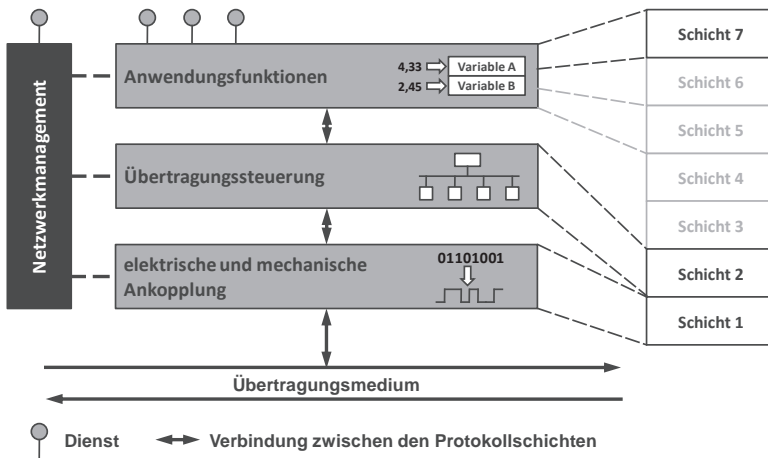 Netzwerkmanagement
Anwendungsfunktionen
4,33
Variable A
2,45
Variable B
Übertragungssteuerung
elektrische und mechanische
Ankopplung
01101001
Schicht 7
Schicht 6
Schicht 5
Schicht 4
Schicht 3
Schicht 2
Schicht 1
Übertragungsmedium
Dienst
Verbindung zwischen den Protokollschichten